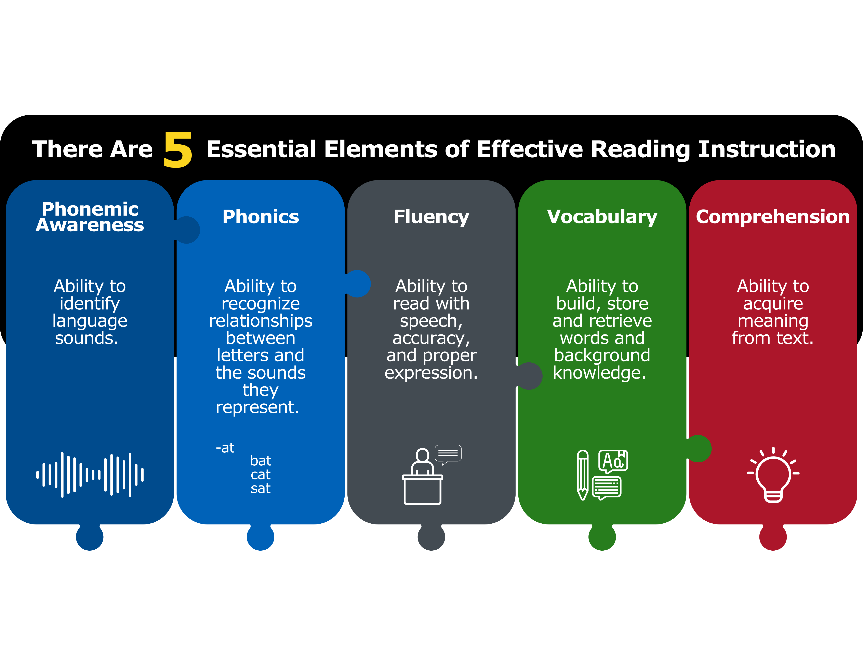 There Are 5 Essential Elements of Effective Reading Instruction
Phonemic
Awareness
Ability to
identify
language
sounds.
Phonics
Ability to
recognize
relationships
between
letters and
the sounds
they
represent.
-at
bat
cat
sat
Fluency
Ability to
read with
speech,
accuracy,
and proper
expression.
Vocabulary
Ability to
build, store
and retrieve
words and
background
knowledge.
Aa
Comprehension
Ability to
acquire
meaning
from text.